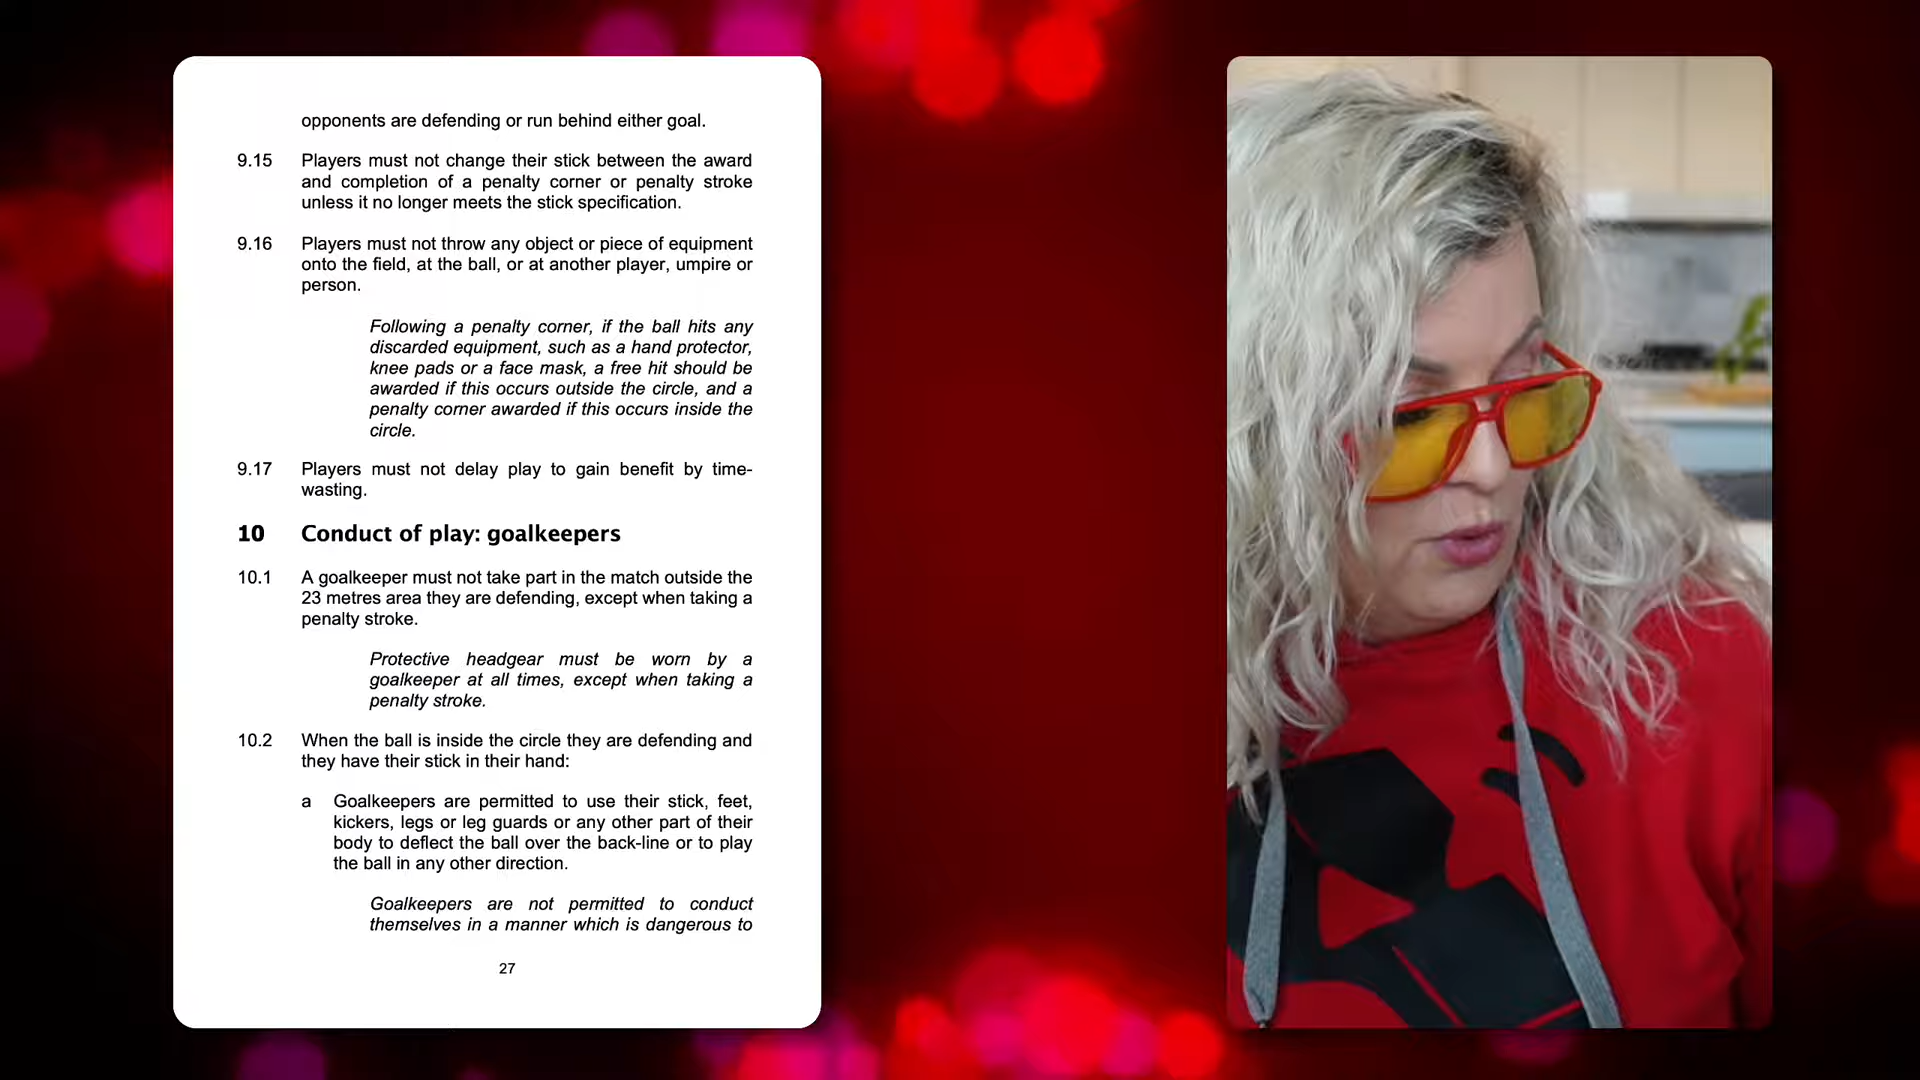 opponents are defending or run behind either goal.
9.15 Players must not change their stick between the award
and completion of a penalty corner or penalty stroke
unless it no longer meets the stick specification.
9.16 Players must not throw any object or piece of equipment
onto the field, at the ball, or at another player, umpire or
person.
Following a penalty corner, if the ball hits any
discarded equipment, such as a hand protector,
knee pads or a face mask, a free hit should be
awarded if this occurs outside the circle, and a
penalty corner awarded if this occurs inside the
circle.
9.17 Players must not delay play to gain benefit by time-
wasting.
10 Conduct of play: goalkeepers
10.1 A goalkeeper must not take part in the match outside the
23 metres area they are defending, except when taking a
penalty stroke.
Protective headgear must be worn by a
goalkeeper at all times, except when taking a
penalty stroke.
10.2 When the ball is inside the circle they are defending and
they have their stick in their hand:
a Goalkeepers are permitted to use their stick, feet,
kickers, legs or leg guards or any other part of their
body to deflect the ball over the back-line or to play
the ball in any other direction.
Goalkeepers are not permitted to conduct
themselves in a manner which is dangerous to
27